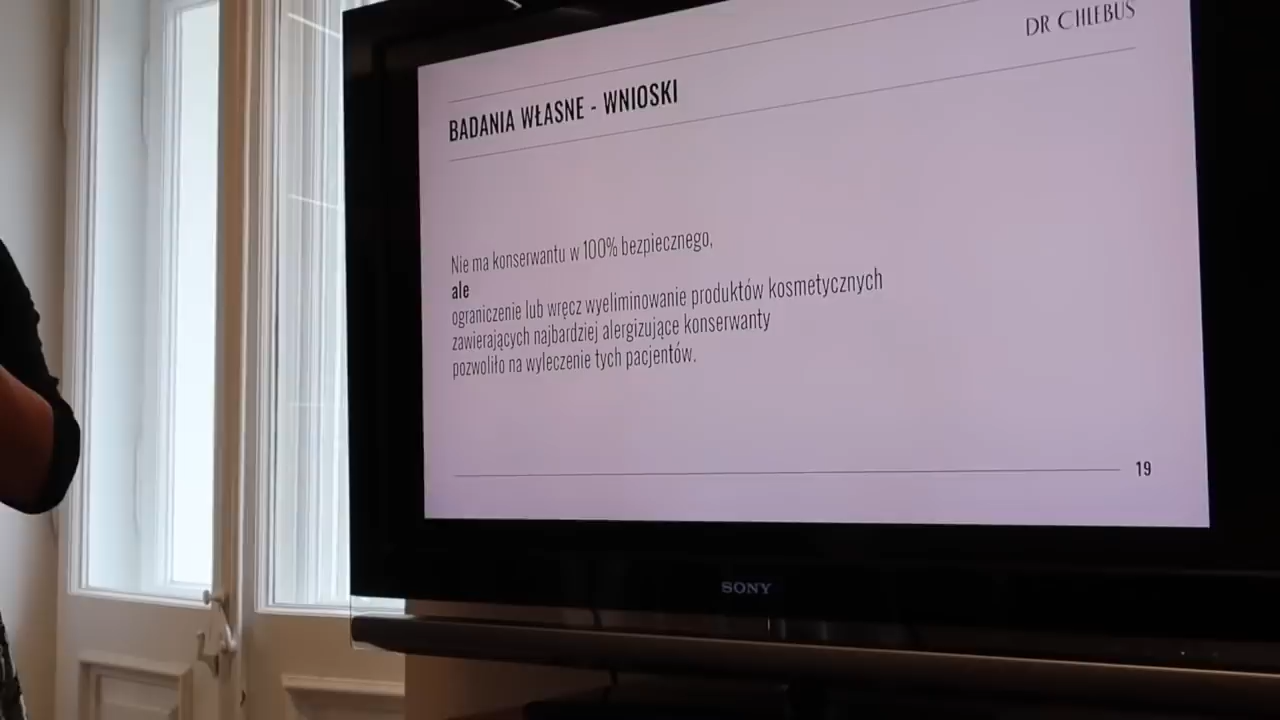 DR CHLEBUS
BADANIA WŁASNE - WNIOSKI
Nie ma konserwantu w 100% bezpiecznego,
ale
ograniczenie lub wręcz wyeliminowanie produktów kosmetycznych
zawierających najbardziej alergizujące konserwanty
pozwoliło na wyleczenie tych pacjentów.
19
SONY